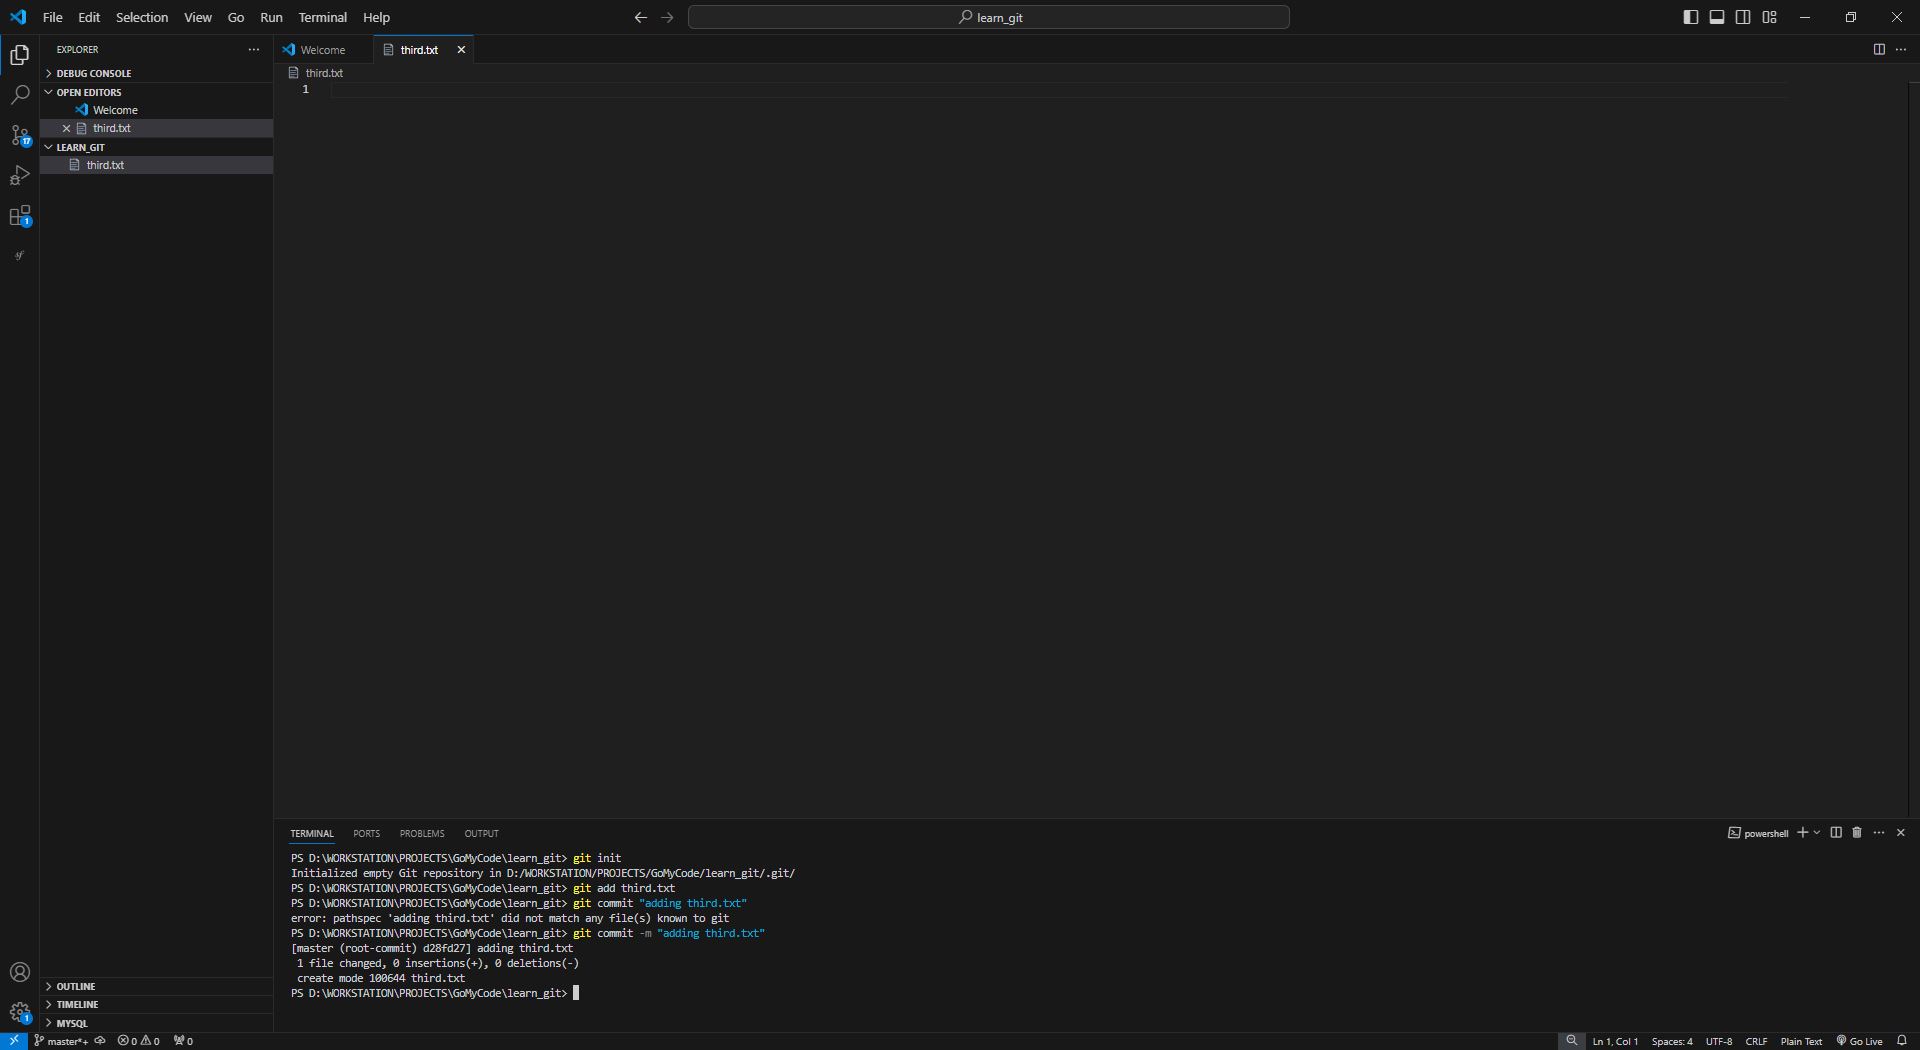 File Edit Selection View Go Run Terminal Help
learn_git
EXPLORER
DEBUG CONSOLE
OPEN EDITORS
Welcome
third.txt
LEARN_GIT
third.txt
17
1
Welcome
third.txt
third.txt
1
TERMINAL PORTS PROBLEMS OUTPUT
powershell
PS D:\WORKSTATION\PROJECTS\GoMyCode\learn_git> git init
Initialized empty Git repository in D:/WORKSTATION/PROJECTS/GoMyCode/learn_git/.git/
PS D:\WORKSTATION\PROJECTS\GoMyCode\learn_git> git add third.txt
PS D:\WORKSTATION\PROJECTS\GoMyCode\learn_git> git commit "adding third.txt"
error: pathspec 'adding third.txt' did not match any file(s) known to git
PS D:\WORKSTATION\PROJECTS\GoMyCode\learn_git> git commit -m "adding third.txt"
[master (root-commit) d28fd27] adding third.txt
1 file changed, 0 insertions(+), 0 deletions(-)
create mode 100644 third.txt
PS D:\WORKSTATION\PROJECTS\GoMyCode\learn_git>
OUTLINE
TIMELINE
MYSQL
1
master*+ 0 0 0
Ln 1, Col 1 Spaces: 4 UTF-8 CRLF Plain Text Go Live